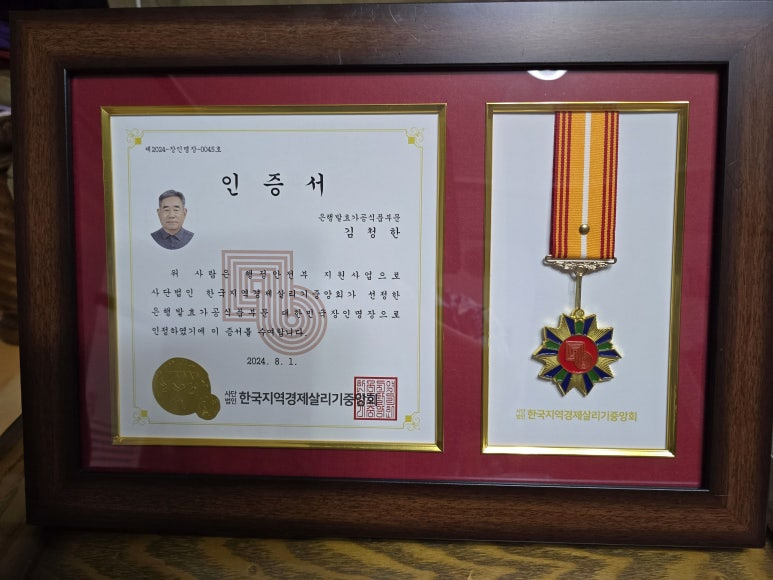 제2024-장인명장-0045호
인 증 서
은행발효가공식품부문
김 청 한
위 사람은 행정안전부 지원사업으로
사단법인 한국지역경제살리기중앙회가 선정한
은행발효가공식품부문 대한민국장인명장으로
인정하였기에 이 증서를 수여합니다.
2024. 8. 1.
사단법인 한국지역경제살리기중앙회
사단법인 한국지역경제살리기중앙회